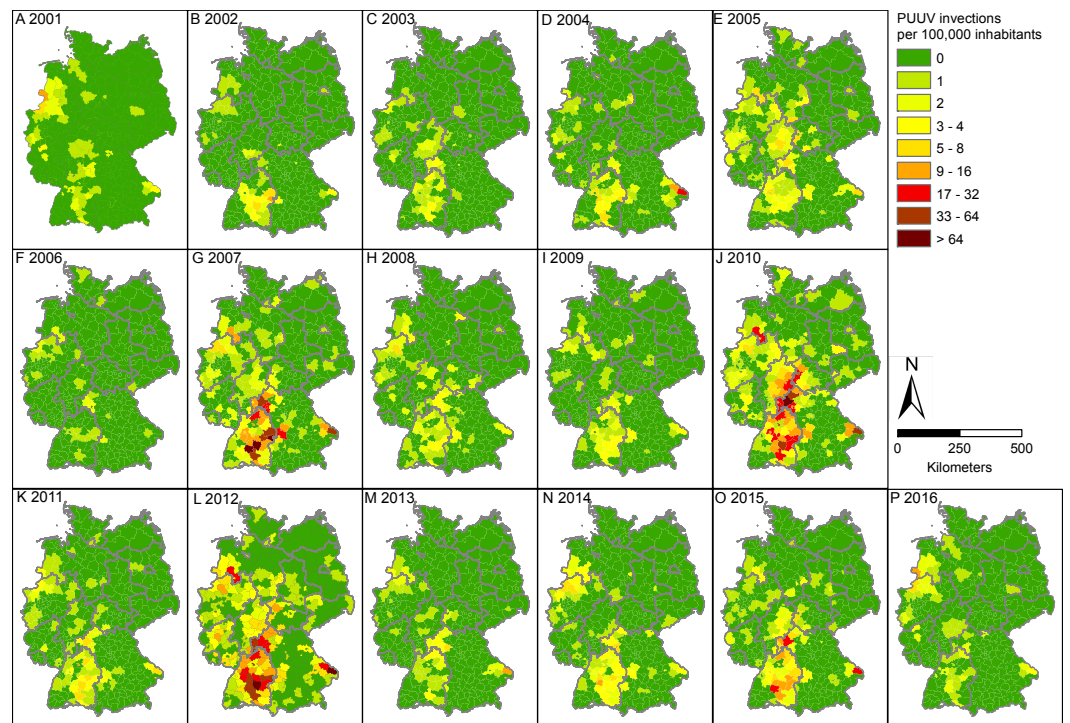 A 2001
B 2002
C 2003
D 2004
E 2005
PUUV invections
per 100,000 inhabitants
0
1
2
3 - 4
5 - 8
9 - 16
17 - 32
33 - 64
> 64
F 2006
G 2007
H 2008
I 2009
J 2010
N
0 250 500
Kilometers
K 2011
L 2012
M 2013
N 2014
O 2015
P 2016